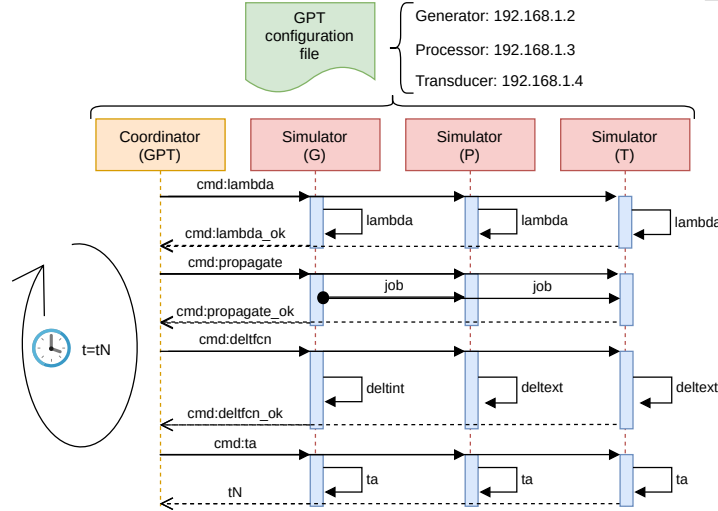 GPT
configuration
file
Generator: 192.168.1.2
Processor: 192.168.1.3
Transducer: 192.168.1.4
Coordinator
(GPT)
Simulator
(G)
Simulator
(P)
Simulator
(T)
cmd:lambda
lambda
lambda
lambda
cmd:lambda_ok
cmd:propagate
job
job
cmd:propagate_ok
cmd:deltfcn
t=tN
deltint
deltext
deltext
cmd:deltfcn_ok
cmd:ta
ta
ta
ta
tN